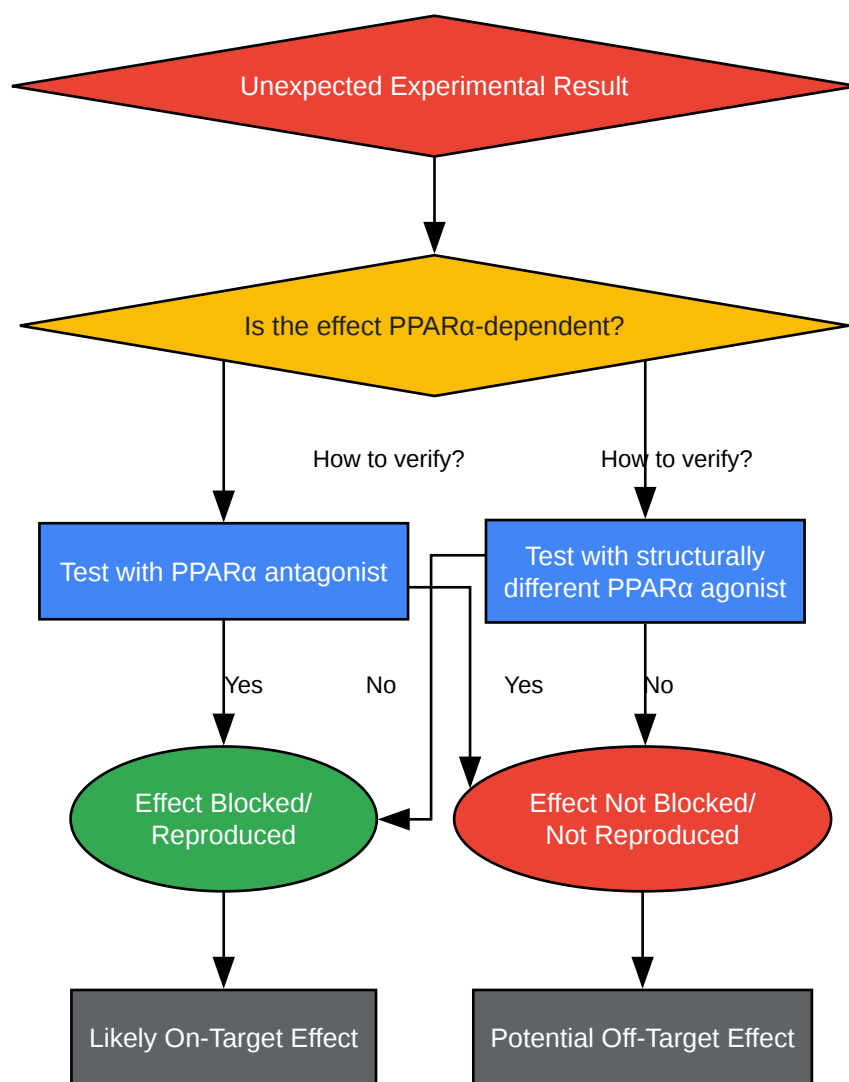 Unexpected Experimental Result
Is the effect PPARα-dependent?
How to verify?
How to verify?
Test with PPARα antagonist
Test with structurally
different PPARα agonist
Yes
No
Yes
No
Effect Blocked/
Reproduced
Effect Not Blocked/
Not Reproduced
Likely On-Target Effect
Potential Off-Target Effect